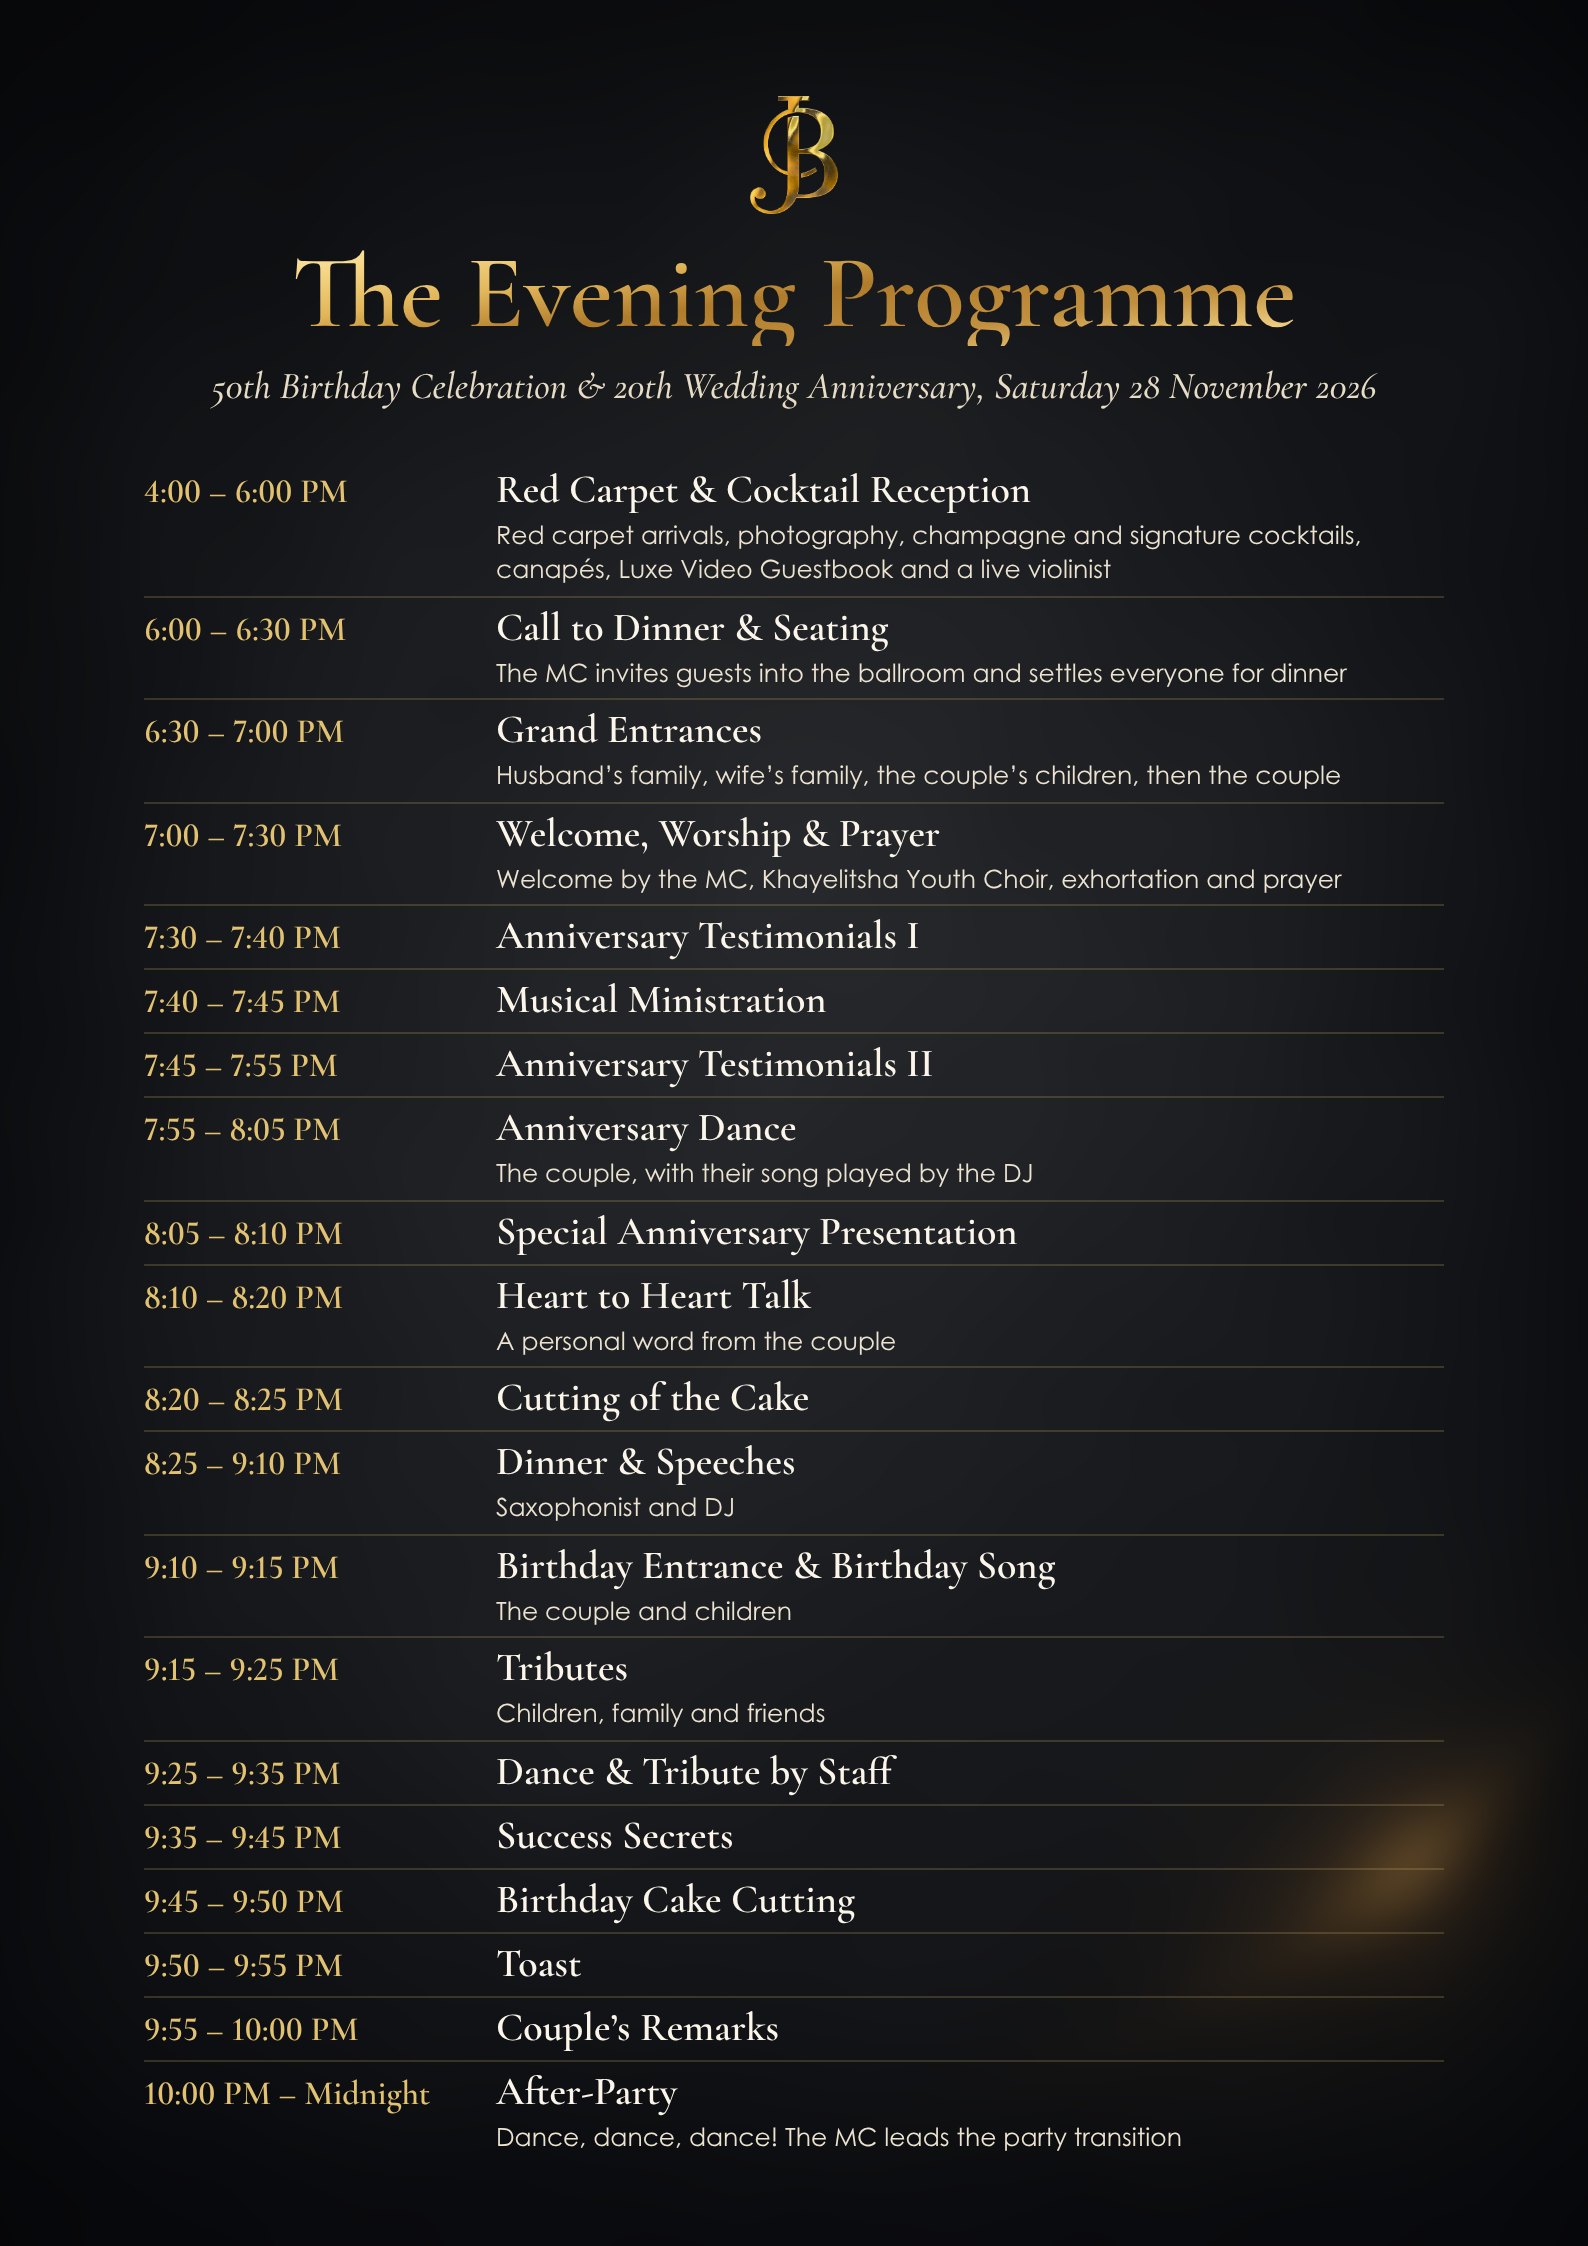 JB
The Evening Programme
50th Birthday Celebration & 20th Wedding Anniversary, Saturday 28 November 2026
4:00 – 6:00 PM Red Carpet & Cocktail Reception
Red carpet arrivals, photography, champagne and signature cocktails,
canapés, Luxe Video Guestbook and a live violinist
6:00 – 6:30 PM Call to Dinner & Seating
The MC invites guests into the ballroom and settles everyone for dinner
6:30 – 7:00 PM Grand Entrances
Husband’s family, wife’s family, the couple’s children, then the couple
7:00 – 7:30 PM Welcome, Worship & Prayer
Welcome by the MC, Khayelitsha Youth Choir, exhortation and prayer
7:30 – 7:40 PM Anniversary Testimonials I
7:40 – 7:45 PM Musical Ministration
7:45 – 7:55 PM Anniversary Testimonials II
7:55 – 8:05 PM Anniversary Dance
The couple, with their song played by the DJ
8:05 – 8:10 PM Special Anniversary Presentation
8:10 – 8:20 PM Heart to Heart Talk
A personal word from the couple
8:20 – 8:25 PM Cutting of the Cake
8:25 – 9:10 PM Dinner & Speeches
Saxophonist and DJ
9:10 – 9:15 PM Birthday Entrance & Birthday Song
The couple and children
9:15 – 9:25 PM Tributes
Children, family and friends
9:25 – 9:35 PM Dance & Tribute by Staff
9:35 – 9:45 PM Success Secrets
9:45 – 9:50 PM Birthday Cake Cutting
9:50 – 9:55 PM Toast
9:55 – 10:00 PM Couple’s Remarks
10:00 PM – Midnight After-Party
Dance, dance, dance! The MC leads the party transition